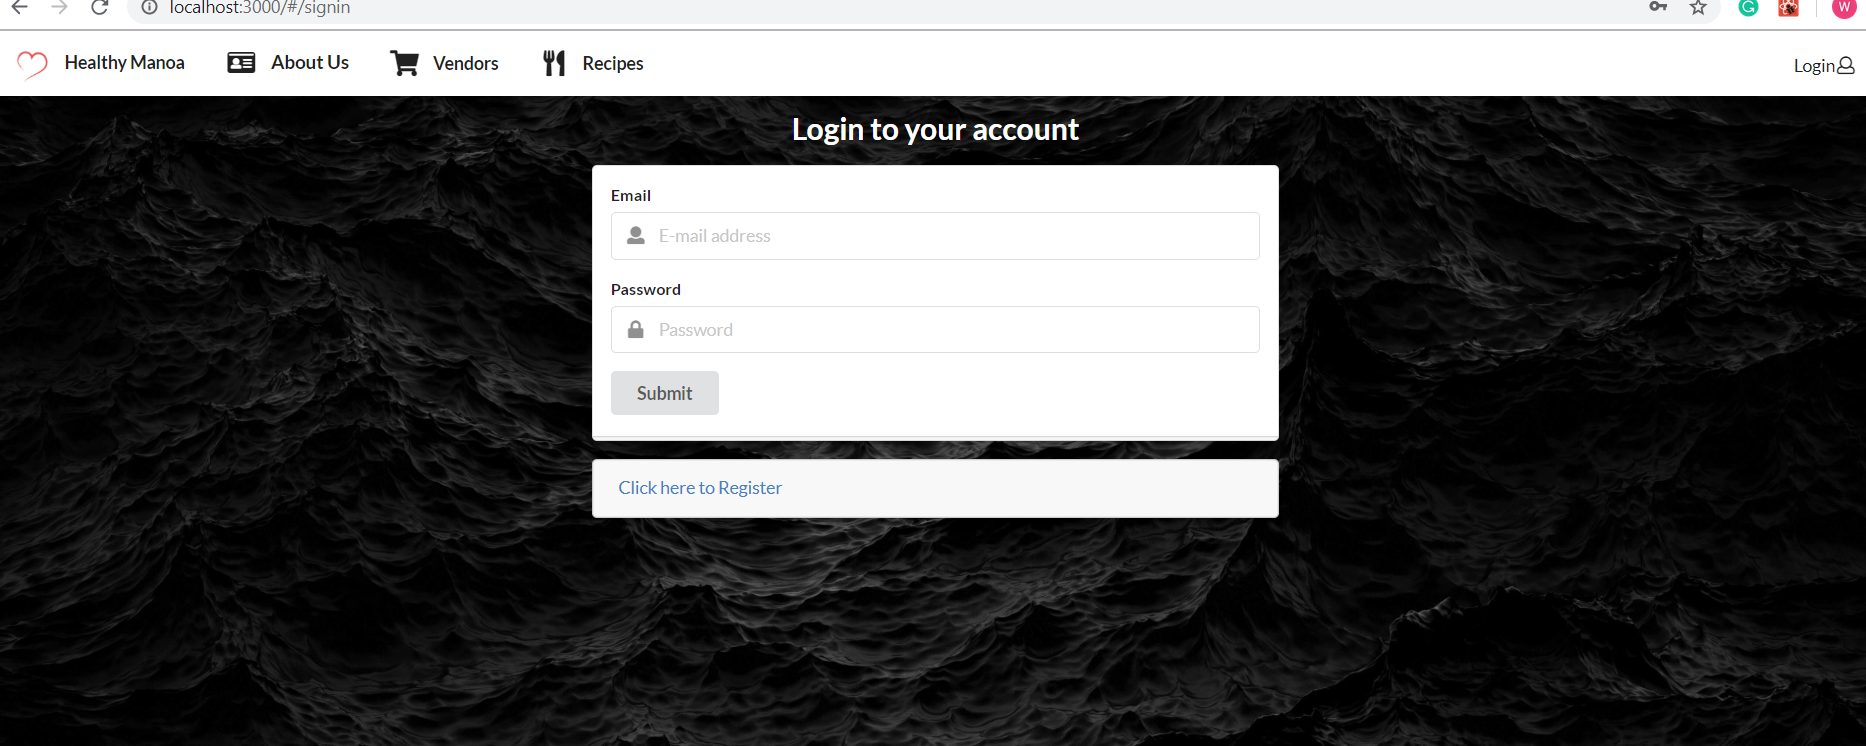 localhost:3000/#/signin
W
Healthy Manoa About Us Vendors Recipes Login
Login to your account
Email
E-mail address
Password
Password
Submit
Click here to Register